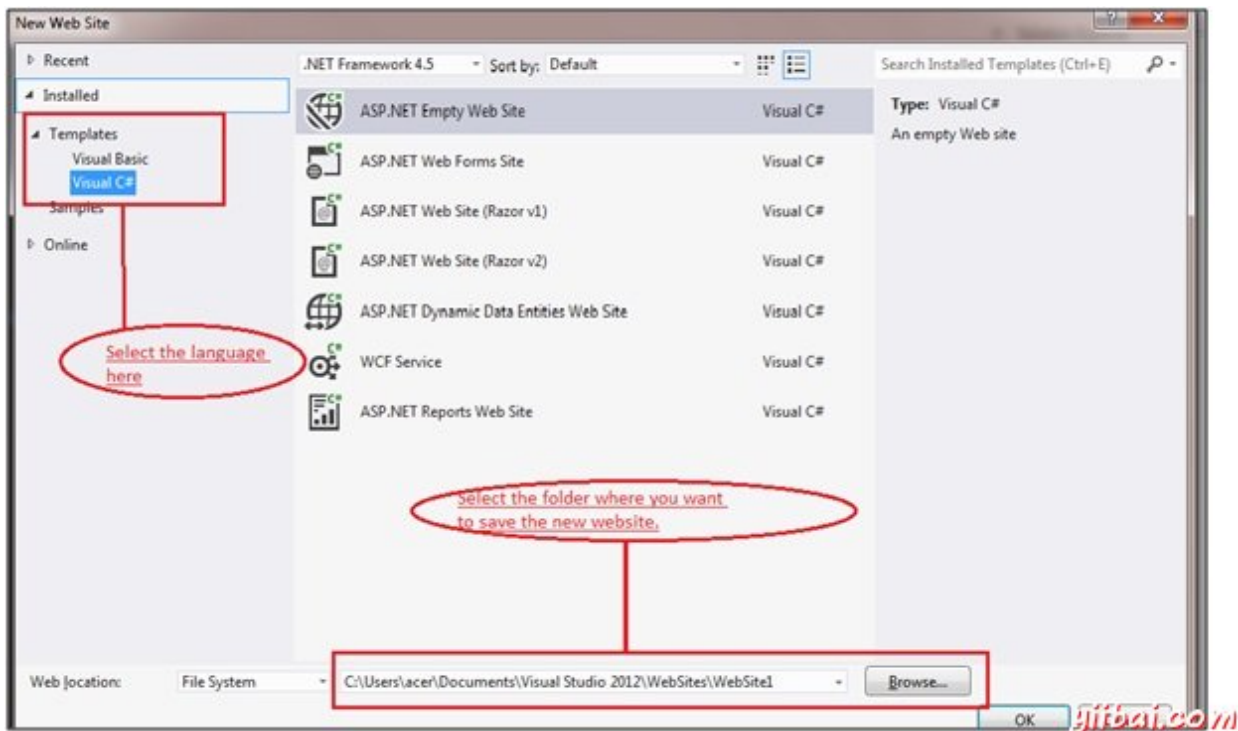 New Web Site
Recent
Installed
Templates
Visual Basic
Visual C#
Samples
Online
Select the language
here
.NET Framework 4.5 Sort by: Default
ASP.NET Empty Web Site Visual C#
ASP.NET Web Forms Site Visual C#
ASP.NET Web Site (Razor v1) Visual C#
ASP.NET Web Site (Razor v2) Visual C#
ASP.NET Dynamic Data Entities Web Site Visual C#
WCF Service Visual C#
ASP.NET Reports Web Site Visual C#
Select the folder where you want
to save the new website.
Search Installed Templates (Ctrl+E)
Type: Visual C#
An empty Web site
Web location: File System C:\Users\acer\Documents\Visual Studio 2012\WebSites\WebSite1 Browse...
OK
yiibai.com